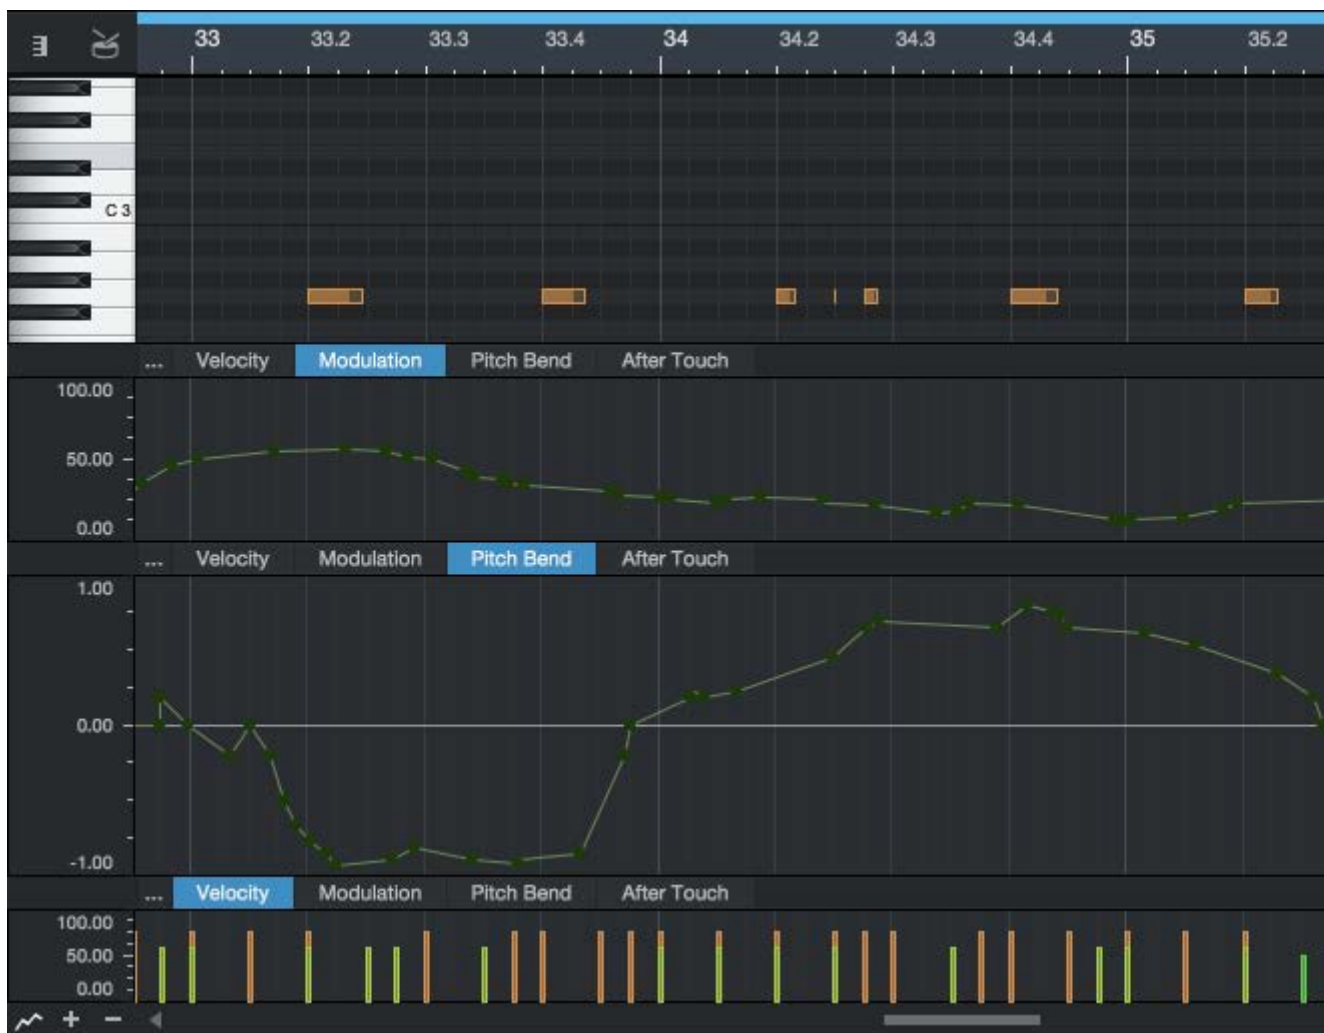 33 33.2 33.3 33.4 34 34.2 34.3 34.4 35 35.2
C 3
... Velocity Modulation Pitch Bend After Touch
100.00
50.00
0.00
... Velocity Modulation Pitch Bend After Touch
1.00
0.00
-1.00
... Velocity Modulation Pitch Bend After Touch
100.00
50.00
0.00